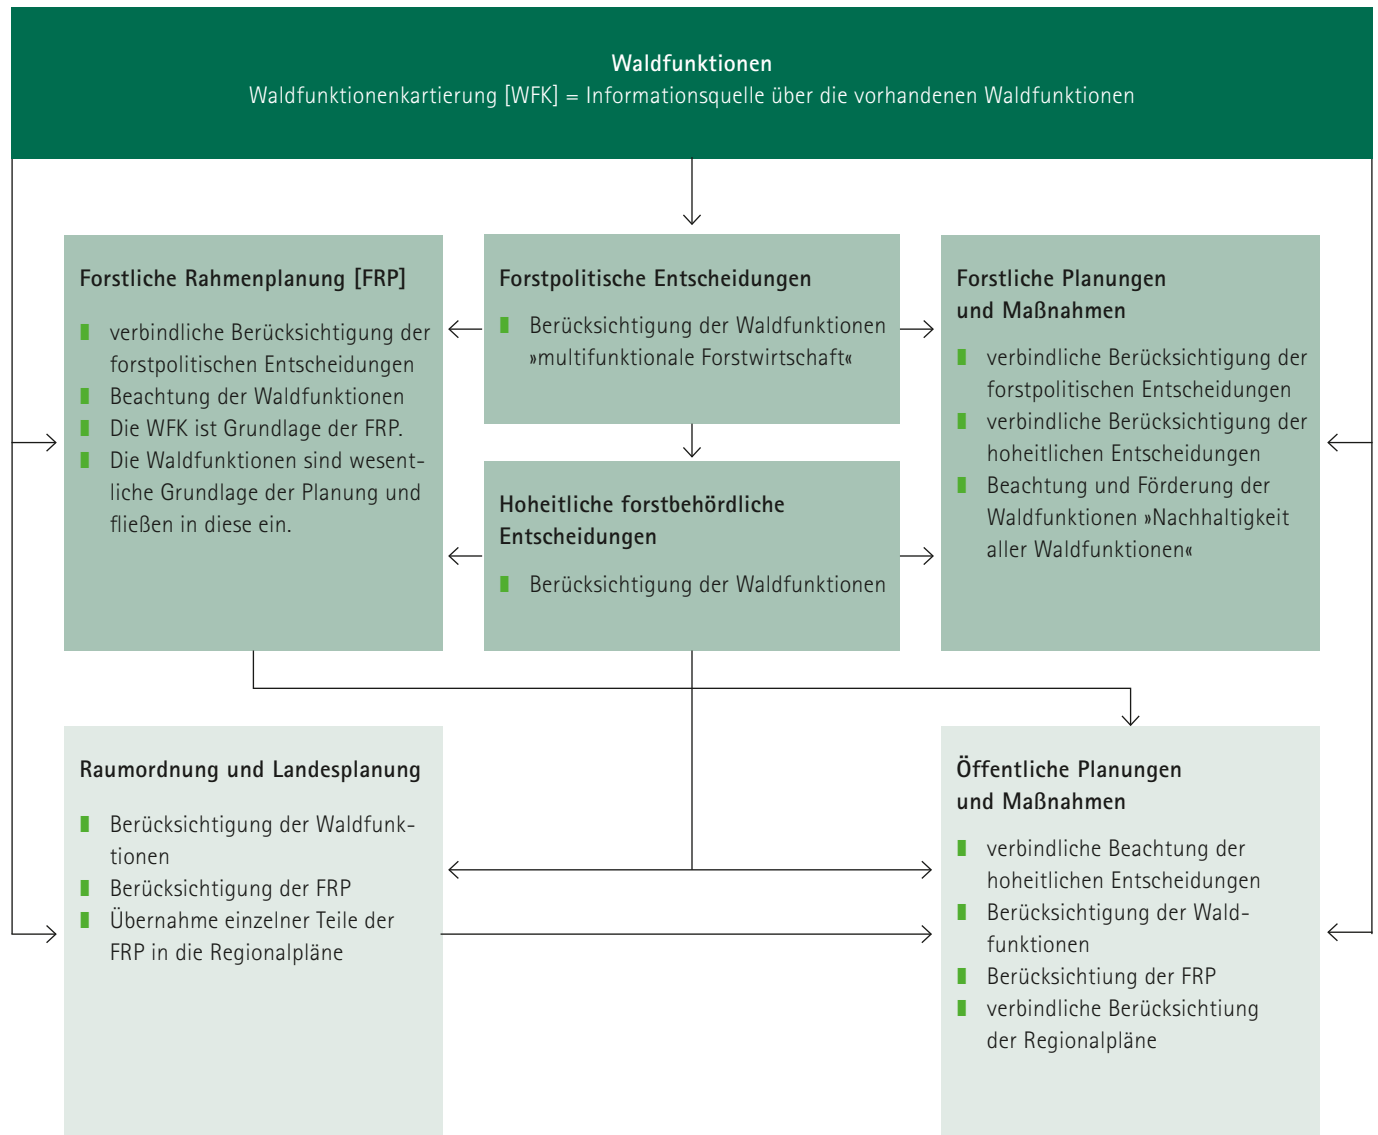 Waldfunktionen
Waldfunktionenkartierung [WFK] = Informationsquelle über die vorhandenen Waldfunktionen
Forstliche Rahmenplanung [FRP]
verbindliche Berücksichtigung der
forstpolitischen Entscheidungen
Beachtung der Waldfunktionen
Die WFK ist Grundlage der FRP.
Die Waldfunktionen sind wesent-
liche Grundlage der Planung und
fließen in diese ein.
Forstpolitische Entscheidungen
Berücksichtigung der Waldfunktionen
»multifunktionale Forstwirtschaft«
Hoheitliche forstbehördliche
Entscheidungen
Berücksichtigung der Waldfunktionen
Forstliche Planungen
und Maßnahmen
verbindliche Berücksichtigung der
forstpolitischen Entscheidungen
verbindliche Berücksichtigung der
hoheitlichen Entscheidungen
Beachtung und Förderung der
Waldfunktionen »Nachhaltigkeit
aller Waldfunktionen«
Raumordnung und Landesplanung
Berücksichtigung der Waldfunk-
tionen
Berücksichtigung der FRP
Übernahme einzelner Teile der
FRP in die Regionalpläne
Öffentliche Planungen
und Maßnahmen
verbindliche Beachtung der
hoheitlichen Entscheidungen
Berücksichtigung der Wald-
funktionen
Berücksichtiung der FRP
verbindliche Berücksichtiung
der Regionalpläne